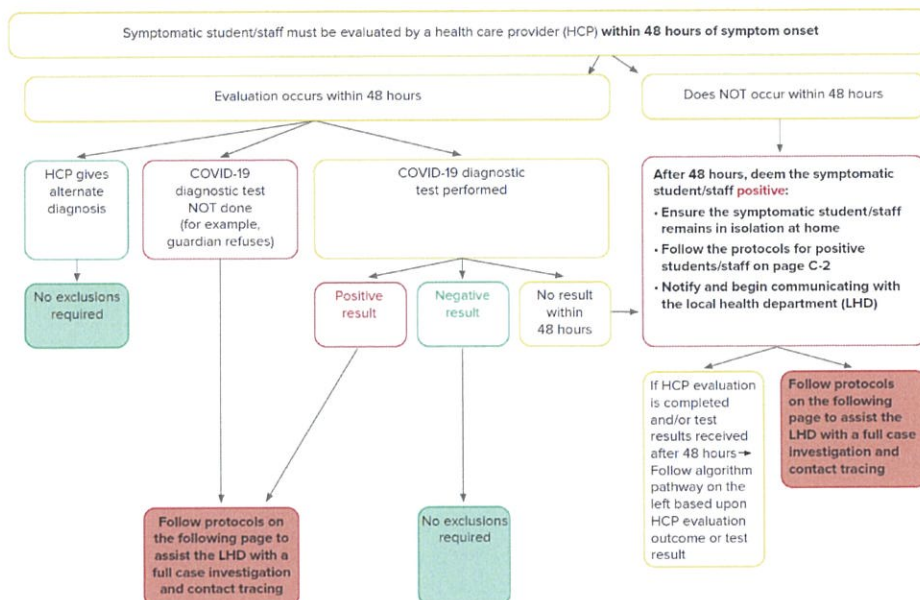 Symptomatic student/staff must be evaluated by a health care provider (HCP) within 48 hours of symptom onset
Evaluation occurs within 48 hours
Does NOT occur within 48 hours
HCP gives
alternate
diagnosis
COVID-19
diagnostic test
NOT done
(for example,
guardian refuses)
COVID-19 diagnostic
test performed
After 48 hours, deem the symptomatic
student/staff positive:
• Ensure the symptomatic student/staff
remains in isolation at home
• Follow the protocols for positive
students/staff on page C-2
• Notify and begin communicating with
the local health department (LHD)
No exclusions
required
Positive
result
Negative
result
No result
within
48 hours
If HCP evaluation
is completed
and/or test
results received
after 48 hours→
Follow algorithm
pathway on the
left based upon
HCP evaluation
outcome or test
result
Follow protocols
on the following
page to assist the
LHD with a full case
investigation and
contact tracing
Follow protocols on
the following page to
assist the LHD with a
full case investigation
and contact tracing
No exclusions
required